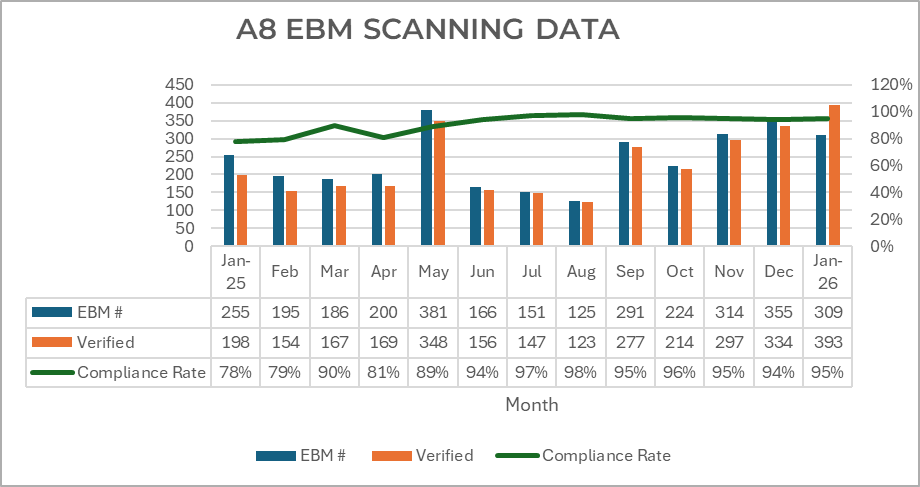 A8 EBM SCANNING DATA
450 120%
400 100%
350 80%
300 60%
250 40%
200 20%
150 0%
100
50
0
Jan-25 Feb Mar Apr May Jun Jul Aug Sep Oct Nov Dec Jan-26
EBM # 255 195 186 200 381 166 151 125 291 224 314 355 309
Verified 198 154 167 169 348 156 147 123 277 214 297 334 393
Compliance Rate 78% 79% 90% 81% 89% 94% 97% 98% 95% 96% 95% 94% 95%
Month
EBM # Verified Compliance Rate